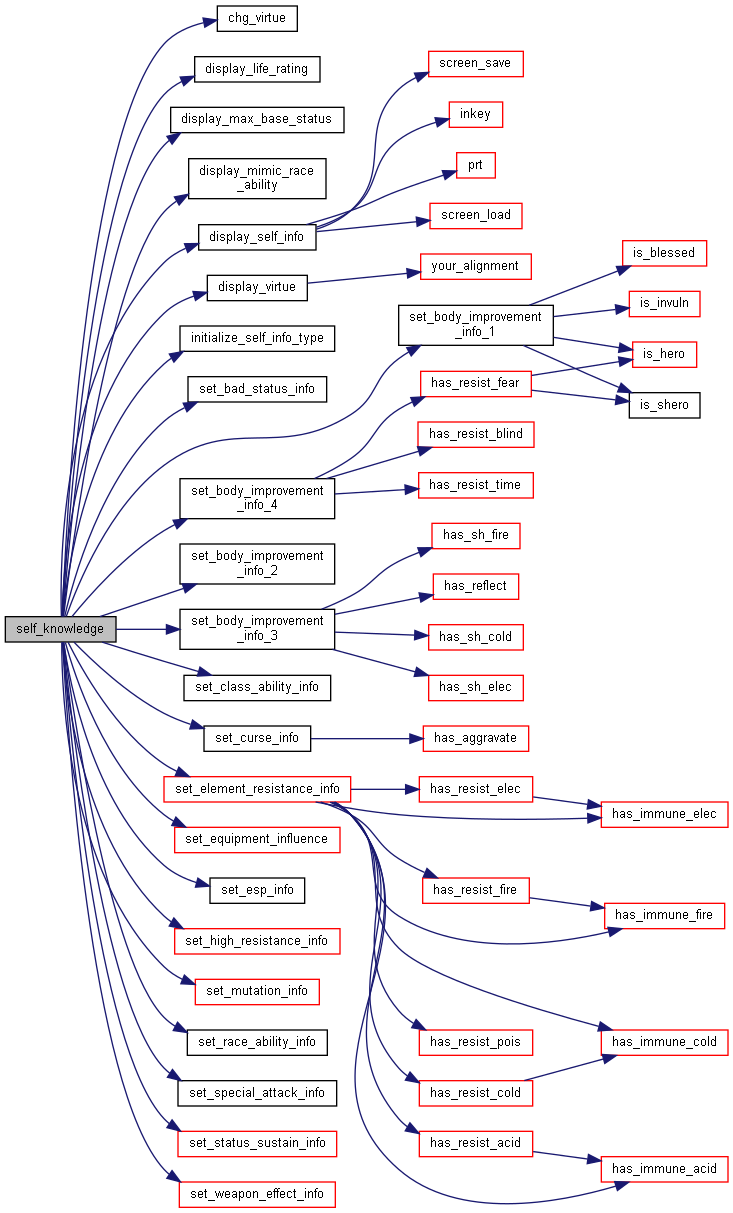 self_knowledge
chg_virtue
display_life_rating
display_max_base_status
display_mimic_race
_ability
display_self_info
display_virtue
initialize_self_info_type
set_bad_status_info
set_body_improvement
_info_4
set_body_improvement
_info_2
set_body_improvement
_info_3
set_class_ability_info
set_curse_info
set_element_resistance_info
set_equipment_influence
set_esp_info
set_high_resistance_info
set_mutation_info
set_race_ability_info
set_special_attack_info
set_status_sustain_info
set_weapon_effect_info
screen_save
inkey
prt
screen_load
your_alignment
set_body_improvement
_info_1
has_resist_fear
has_resist_blind
has_resist_time
has_sh_fire
has_reflect
has_sh_cold
has_sh_elec
has_aggravate
has_resist_elec
has_resist_fire
has_resist_pois
has_resist_cold
has_resist_acid
is_blessed
is_invuln
is_hero
is_shero
has_immune_elec
has_immune_fire
has_immune_cold
has_immune_acid